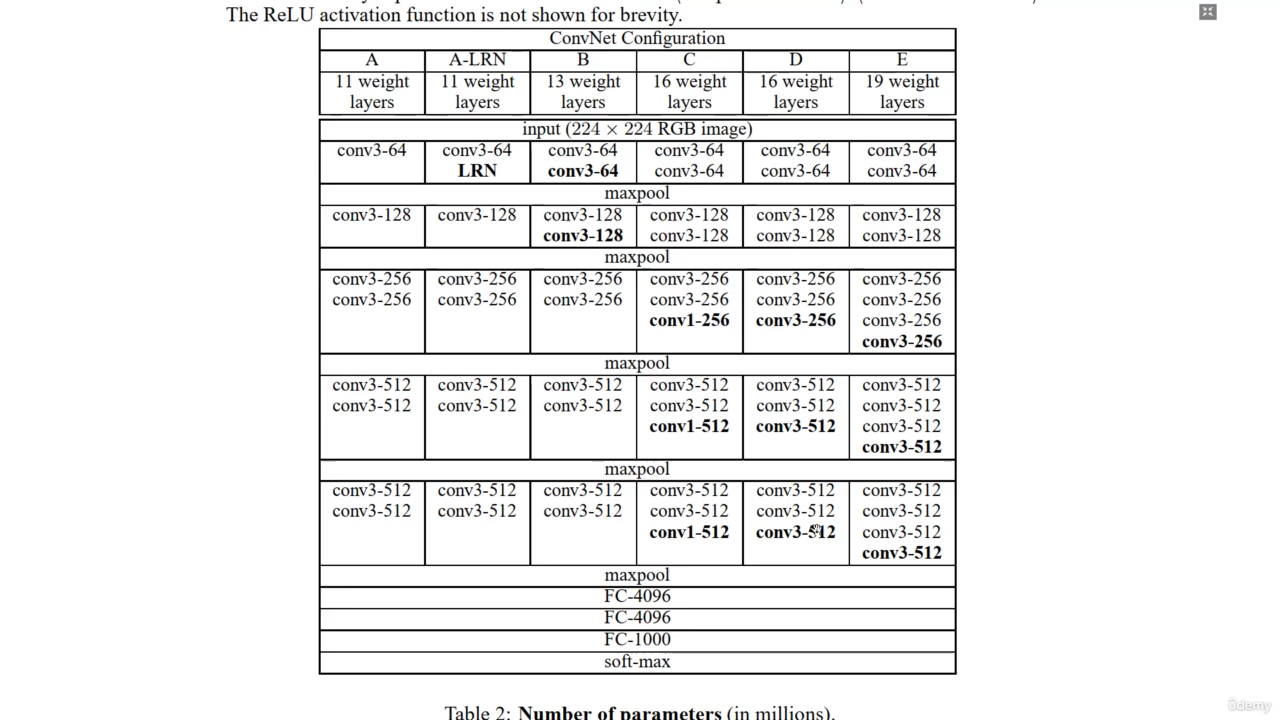 The ReLU activation function is not shown for brevity.
ConvNet Configuration
A A-LRN B C D E
11 weight 11 weight 13 weight 16 weight 16 weight 19 weight
layers layers layers layers layers layers
input (224 × 224 RGB image)
conv3-64 conv3-64 conv3-64 conv3-64 conv3-64 conv3-64
LRN conv3-64 conv3-64 conv3-64 conv3-64
maxpool
conv3-128 conv3-128 conv3-128 conv3-128 conv3-128 conv3-128
conv3-128 conv3-128 conv3-128 conv3-128
maxpool
conv3-256 conv3-256 conv3-256 conv3-256 conv3-256 conv3-256
conv3-256 conv3-256 conv3-256 conv3-256 conv3-256 conv3-256
conv1-256 conv3-256 conv3-256
conv3-256
maxpool
conv3-512 conv3-512 conv3-512 conv3-512 conv3-512 conv3-512
conv3-512 conv3-512 conv3-512 conv3-512 conv3-512 conv3-512
conv1-512 conv3-512 conv3-512
conv3-512
maxpool
conv3-512 conv3-512 conv3-512 conv3-512 conv3-512 conv3-512
conv3-512 conv3-512 conv3-512 conv3-512 conv3-512 conv3-512
conv1-512 conv3-512 conv3-512
conv3-512
maxpool
FC-4096
FC-4096
FC-1000
soft-max
Table 2: Number of parameters (in millions).
ûdemy